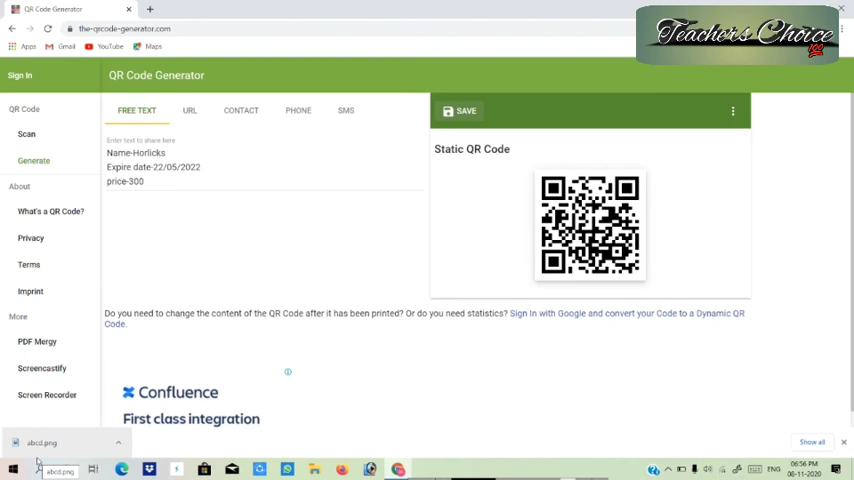 QR Code Generator
the-qrcode-generator.com
Apps Gmail YouTube Maps
Teacher's Choice
100
Sign In
QR Code Generator
QR Code
Scan
Generate
About
What's a QR Code?
Privacy
Terms
Imprint
More
PDF Mergy
Screencastify
Screen Recorder
FREE TEXT URL CONTACT PHONE SMS
Enter text to share here
Name-Horlicks
Expire date-22/05/2022
price-300
SAVE
Static QR Code
Do you need to change the content of the QR Code after it has been printed? Or do you need statistics? Sign In with Google and convert your Code to a Dynamic QR
Code.
Confluence
First class integration
abcd.png
Show all
abcd.png
ENG
06:56 PM
08-11-2020